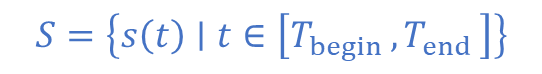 S = {s(t) | t ∈ [T_begin , T_end ]}